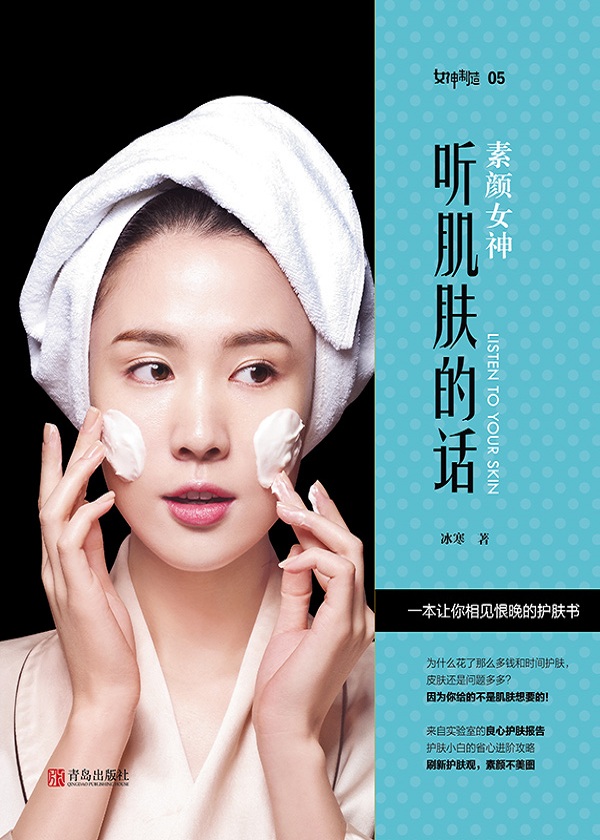 女神制造 05
素颜女神
听肌肤的话
LISTEN TO YOUR SKIN
冰寒 著
一本让你相见恨晚的护肤书
为什么花了那么多钱和时间护肤，
皮肤还是问题多多？
因为你给的不是肌肤想要的！
来自实验室的良心护肤报告
护肤小白的省心进阶攻略
刷新护肤观，素颜不美图
青岛出版社
QINGDAO PUBLISHING HOUSE